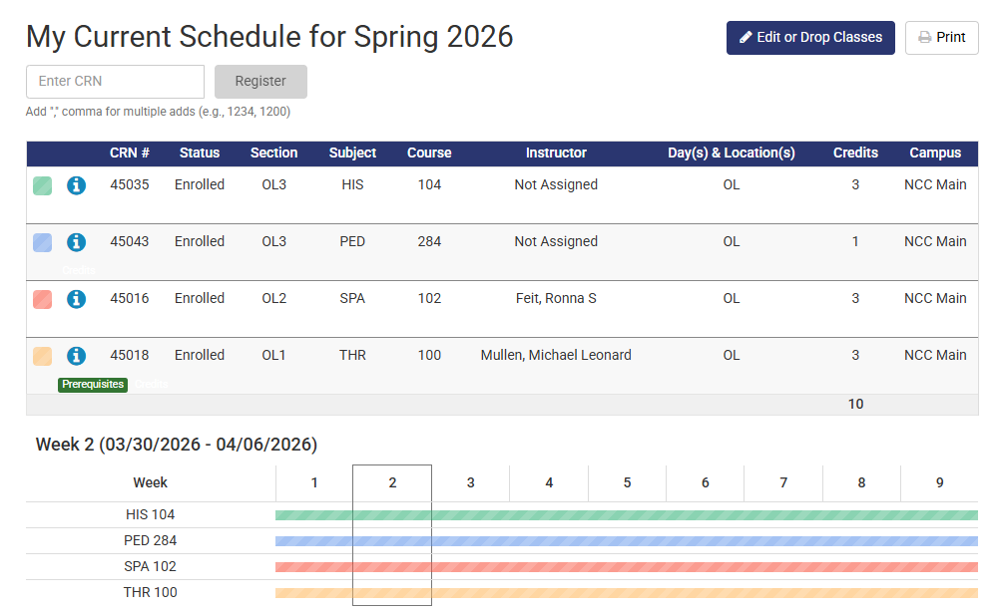 My Current Schedule for Spring 2026
Edit or Drop Classes
Print
Enter CRN
Register
Add "," comma for multiple adds (e.g., 1234, 1200)
CRN # Status Section Subject Course Instructor Day(s) & Location(s) Credits Campus
45035 Enrolled OL3 HIS 104 Not Assigned OL 3 NCC Main
45043 Enrolled OL3 PED 284 Not Assigned OL 1 NCC Main
Credits
45016 Enrolled OL2 SPA 102 Feit, Ronna S OL 3 NCC Main
45018 Enrolled OL1 THR 100 Mullen, Michael Leonard OL 3 NCC Main
Prerequisites Credits
10
Week 2 (03/30/2026 - 04/06/2026)
Week 1 2 3 4 5 6 7 8 9
HIS 104
PED 284
SPA 102
THR 100